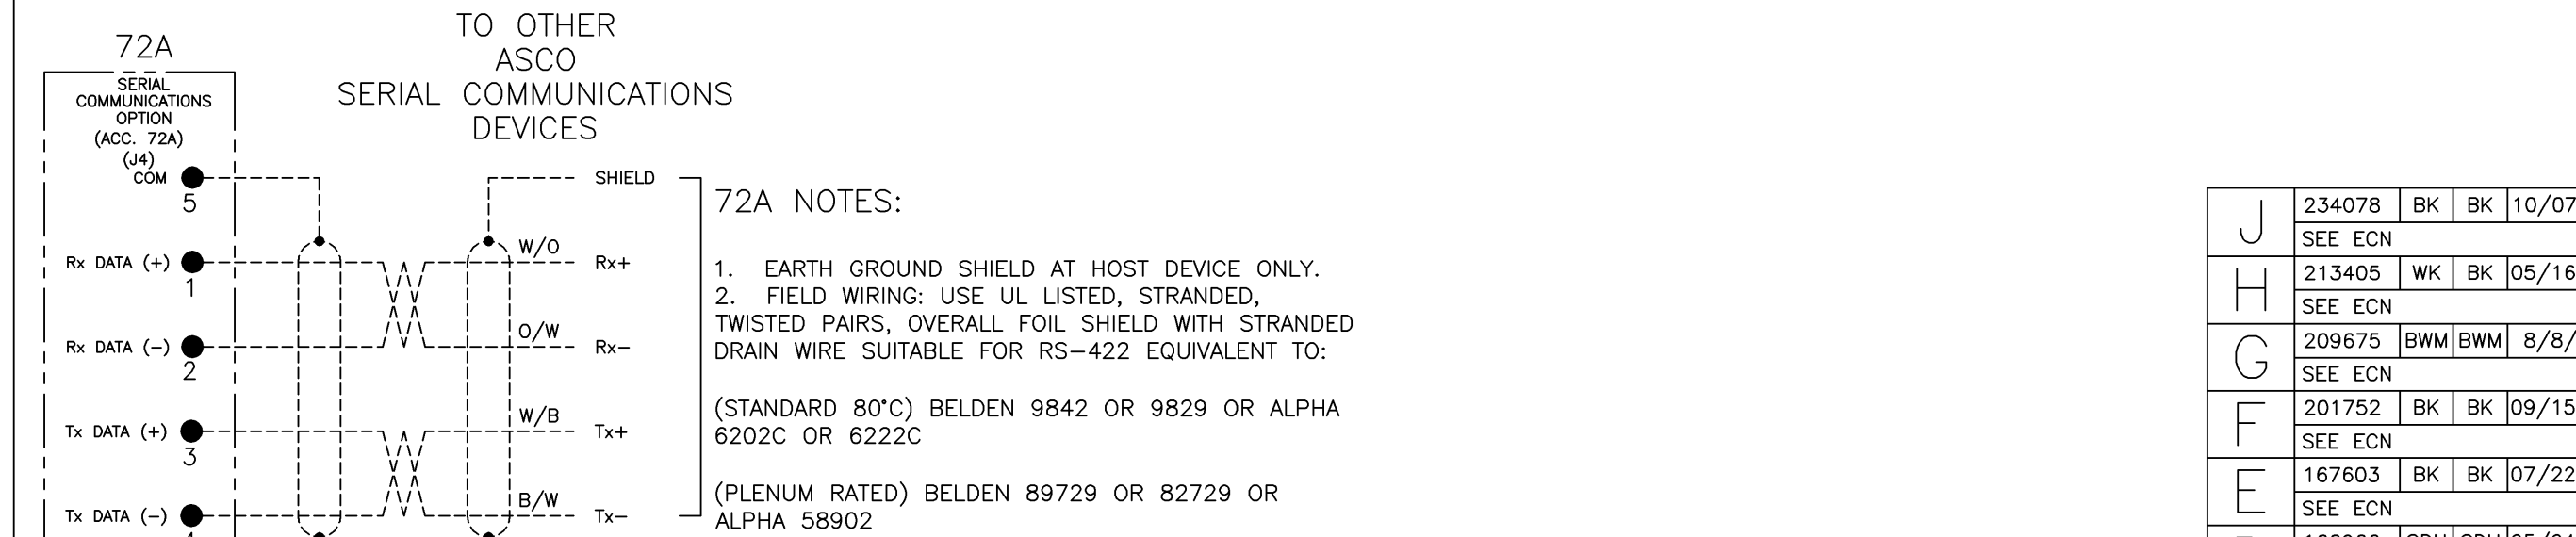 TO OTHER
ASCO
SERIAL COMMUNICATIONS
DEVICES
72A
SERIAL
COMMUNICATIONS
OPTION
(ACC. 72A)
(J4)
COM
5
SHIELD
Rx DATA (+)
1
W/O
Rx+
Rx DATA (-)
2
O/W
Rx-
Tx DATA (+)
3
W/B
Tx+
Tx DATA (-)
B/W
Tx-
72A NOTES:
1. EARTH GROUND SHIELD AT HOST DEVICE ONLY.
2. FIELD WIRING: USE UL LISTED, STRANDED,
TWISTED PAIRS, OVERALL FOIL SHIELD WITH STRANDED
DRAIN WIRE SUITABLE FOR RS-422 EQUIVALENT TO:
(STANDARD 80°C) BELDEN 9842 OR 9829 OR ALPHA
6202C OR 6222C
(PLENUM RATED) BELDEN 89729 OR 82729 OR
ALPHA 58902
J 234078 BK BK 10/07
SEE ECN
H 213405 WK BK 05/16
SEE ECN
G 209675 BWM BWM 8/8/
SEE ECN
F 201752 BK BK 09/15
SEE ECN
E 167603 BK BK 07/22
SEE ECN